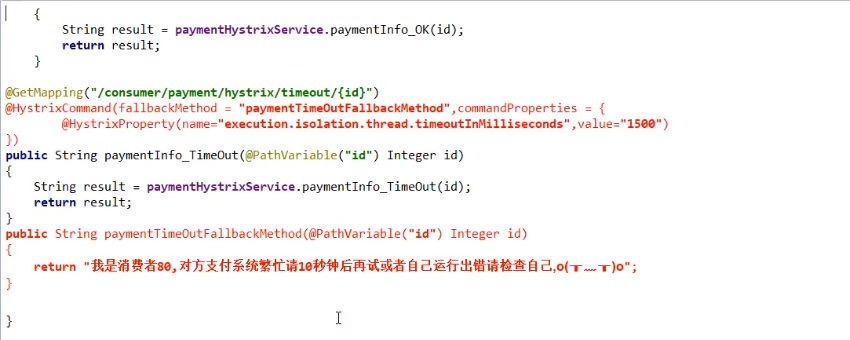 {
String result = paymentHystrixService.paymentInfo_OK(id);
return result;
}
@GetMapping("/consumer/payment/hystrix/timeout/{id}")
@HystrixCommand(fallbackMethod = "paymentTimeOutFallbackMethod",commandProperties = {
@HystrixProperty(name="execution.isolation.thread.timeoutInMilliseconds",value="1500")
})
public String paymentInfo_TimeOut(@PathVariable("id") Integer id)
{
String result = paymentHystrixService.paymentInfo_TimeOut(id);
return result;
}
public String paymentTimeOutFallbackMethod(@PathVariable("id") Integer id)
{
return "我是消费者80,对方支付系统繁忙请10秒钟后再试或者自己运行出错请检查自己,o(╥﹏╥)o";
}
}